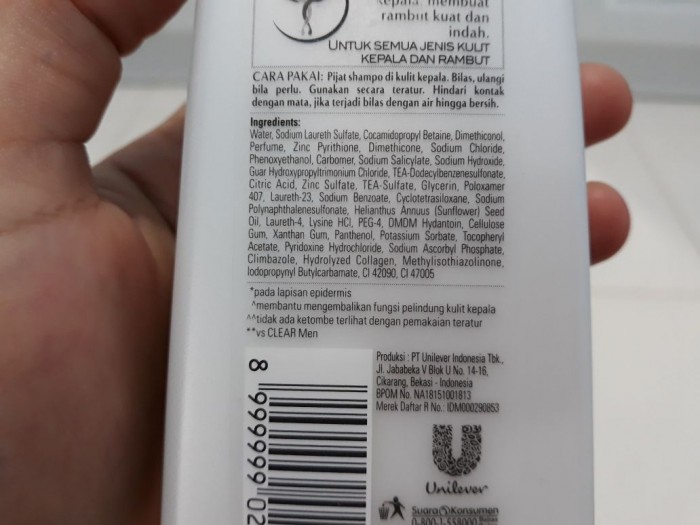 kepala, membuat
rambut kuat dan
indah.
UNTUK SEMUA JENIS KULIT
KEPALA DAN RAMBUT
CARA PAKAI: Pijat shampo di kulit kepala. Bilas, ulangi
bila perlu. Gunakan secara teratur. Hindari kontak
dengan mata, jika terjadi bilas dengan air hingga bersih.
Ingredients:
Water, Sodium Laureth Sulfate, Cocamidopropyl Betaine, Dimethiconol,
Perfume, Zinc Pyrithione, Dimethicone, Sodium Chloride,
Phenoxyethanol, Carbomer, Sodium Salicylate, Sodium Hydroxide,
Guar Hydroxypropyltrimonium Chloride, TEA-Dodecylbenzenesulfonate,
Citric Acid, Zinc Sulfate, TEA-Sulfate, Glycerin, Poloxamer
407, Laureth-23, Sodium Benzoate, Cyclotetrasiloxane, Sodium
Polynaphthalenesulfonate, Helianthus Annuus (Sunflower) Seed
Oil, Laureth-4, Lysine HCl, PEG-4, DMDM Hydantoin, Cellulose
Gum, Xanthan Gum, Panthenol, Potassium Sorbate, Tocopheryl
Acetate, Pyridoxine Hydrochloride, Sodium Ascorbyl Phosphate,
Climbazole, Hydrolyzed Collagen, Methylisothiazolinone,
Iodopropynyl Butylcarbamate, CI 42090, CI 47005
*pada lapisan epidermis
^membantu mengembalikan fungsi pelindung kulit kepala
^^tidak ada ketombe terlihat dengan pemakaian teratur
**vs CLEAR Men
8 999999 02
Produksi : PT Unilever Indonesia Tbk.,
Jl. Jababeka V Blok U No. 14-16,
Cikarang, Bekasi - Indonesia
BPOM No. NA18151001813
Merek Daftar R No.: IDM000290853
Unilever
Suara Konsumen
0-800-1-558000